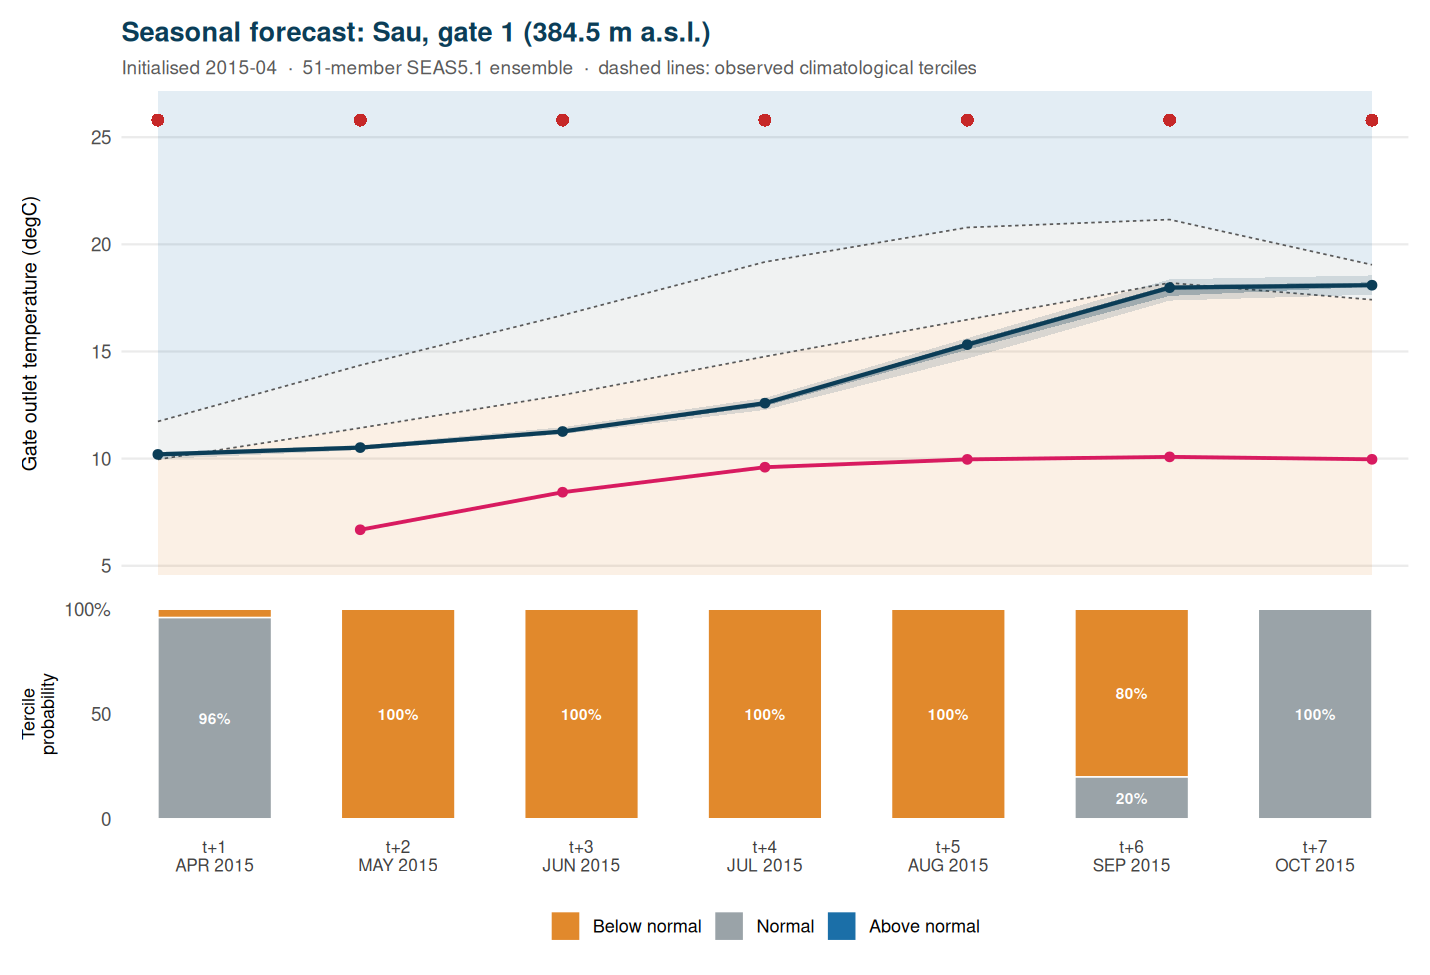 Seasonal forecast: Sau, gate 1 (384.5 m a.s.l.)
Initialised 2015-04 · 51-member SEAS5.1 ensemble · dashed lines: observed climatological terciles
Gate outlet temperature (degC)
25
20
15
10
5
Tercile
probability
100%
50
0
96%
100%
100%
100%
100%
80%
20%
100%
t+1
APR 2015
t+2
MAY 2015
t+3
JUN 2015
t+4
JUL 2015
t+5
AUG 2015
t+6
SEP 2015
t+7
OCT 2015
Below normal
Normal
Above normal